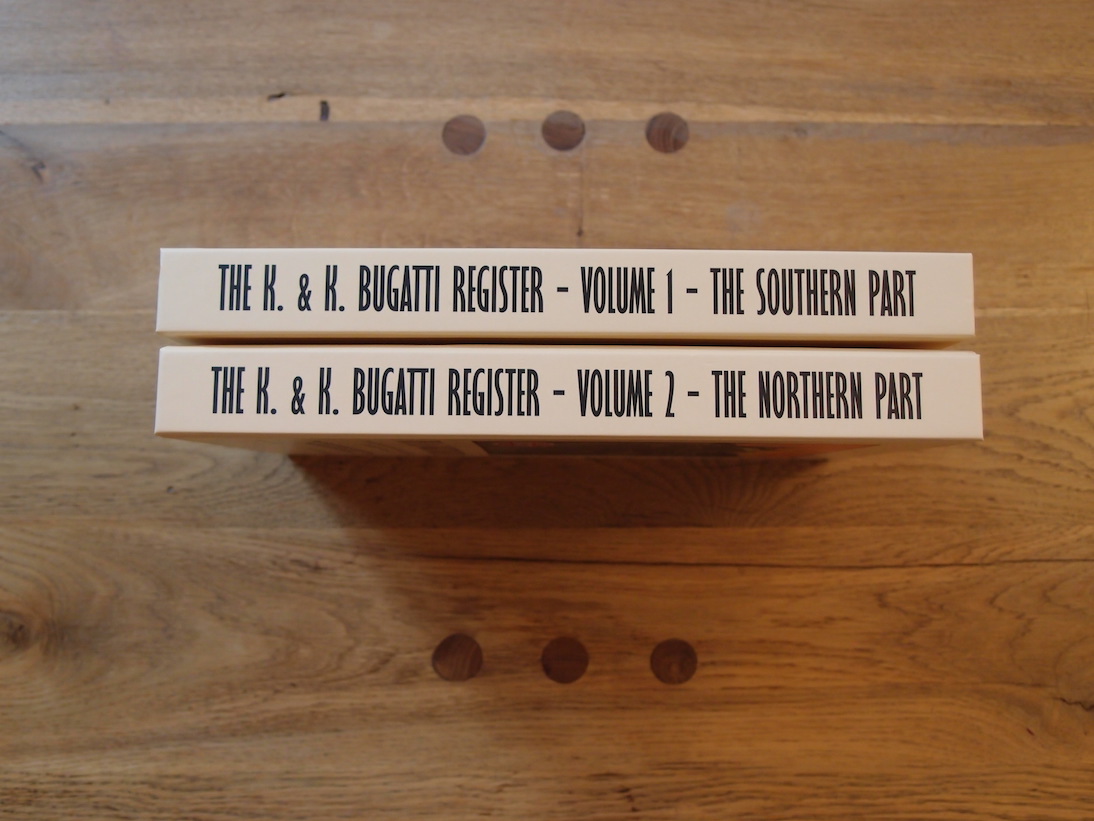 THE K. & K. BUGATTI REGISTER - VOLUME 1 - THE SOUTHERN PART
THE K. & K. BUGATTI REGISTER - VOLUME 2 - THE NORTHERN PART